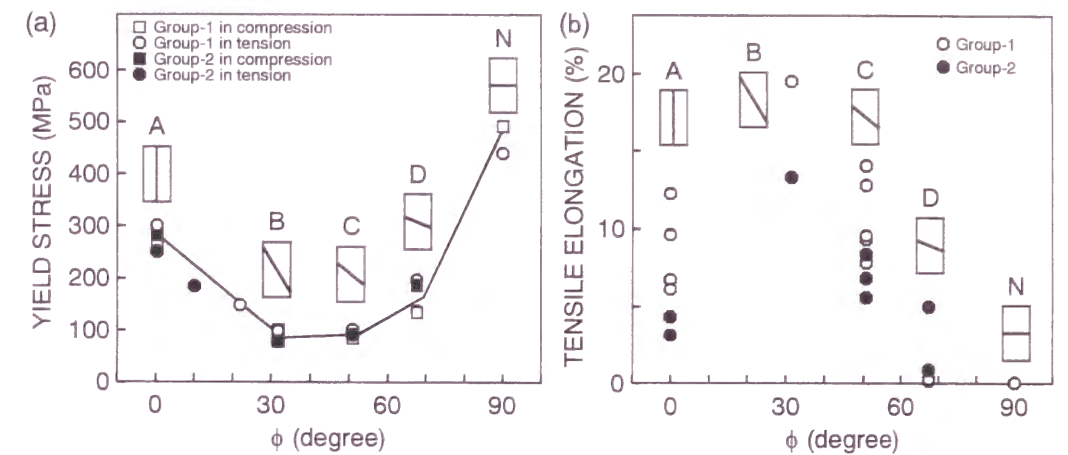 (a)
Group-1 in compression
Group-1 in tension
Group-2 in compression
Group-2 in tension
A
B
C
D
N
YIELD STRESS (MPa)
600
500
400
300
200
100
0
0 30 60 90
ϕ (degree)
(b)
Group-1
Group-2
A
B
C
D
N
TENSILE ELONGATION (%)
20
10
0
0 30 60 90
ϕ (degree)